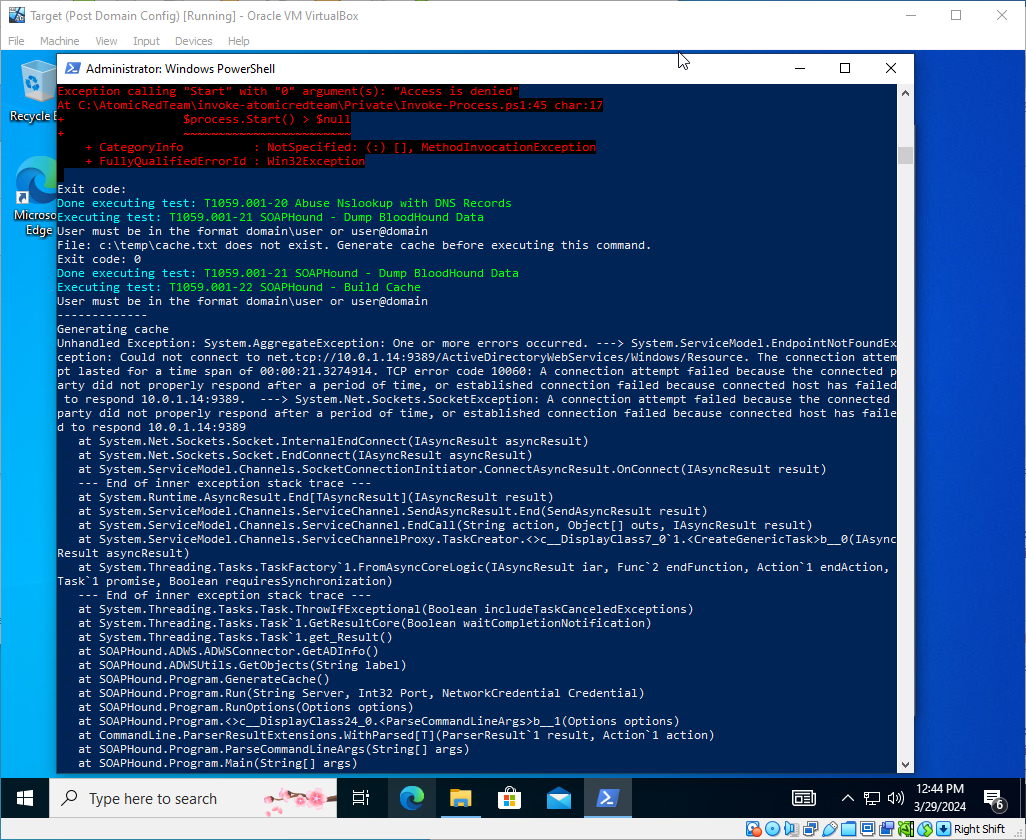 Target (Post Domain Config) [Running] - Oracle VM VirtualBox
File Machine View Input Devices Help
Administrator: Windows PowerShell
Recycle
Microso
Edge
Exception calling "Start" with "0" argument(s): "Access is denied"
At C:\AtomicRedTeam\invoke-atomicredteam\Private\Invoke-Process.ps1:45 char:17
+                 $process.Start() > $null
+                 ~~~~~~~~~~~~~~~~~~~~~~~~
    + CategoryInfo          : NotSpecified: (:) [], MethodInvocationException
    + FullyQualifiedErrorId : Win32Exception
Exit code:
Done executing test: T1059.001-20 Abuse Nslookup with DNS Records
Executing test: T1059.001-21 SOAPHound - Dump BloodHound Data
User must be in the format domain\user or user@domain
File: c:\temp\cache.txt does not exist. Generate cache before executing this command.
Exit code: 0
Done executing test: T1059.001-21 SOAPHound - Dump BloodHound Data
Executing test: T1059.001-22 SOAPHound - Build Cache
User must be in the format domain\user or user@domain
-------------
Generating cache
Unhandled Exception: System.AggregateException: One or more errors occurred. ---> System.ServiceModel.EndpointNotFoundEx
ception: Could not connect to net.tcp://10.0.1.14:9389/ActiveDirectoryWebServices/Windows/Resource. The connection attem
pt lasted for a time span of 00:00:21.3274914. TCP error code 10060: A connection attempt failed because the connected p
arty did not properly respond after a period of time, or established connection failed because connected host has failed
 to respond 10.0.1.14:9389.  ---> System.Net.Sockets.SocketException: A connection attempt failed because the connected
party did not properly respond after a period of time, or established connection failed because connected host has faile
d to respond 10.0.1.14:9389
   at System.Net.Sockets.Socket.InternalEndConnect(IAsyncResult asyncResult)
   at System.Net.Sockets.Socket.EndConnect(IAsyncResult asyncResult)
   at System.ServiceModel.Channels.SocketConnectionInitiator.ConnectAsyncResult.OnConnect(IAsyncResult result)
   --- End of inner exception stack trace ---
   at System.Runtime.AsyncResult.End[TAsyncResult](IAsyncResult result)
   at System.ServiceModel.Channels.ServiceChannel.SendAsyncResult.End(SendAsyncResult result)
   at System.ServiceModel.Channels.ServiceChannel.EndCall(String action, Object[] outs, IAsyncResult result)
   at System.ServiceModel.Channels.ServiceChannelProxy.TaskCreator.<>c__DisplayClass7_0`1.<CreateGenericTask>b__0(IAsync
Result asyncResult)
   at System.Threading.Tasks.TaskFactory`1.FromAsyncCoreLogic(IAsyncResult iar, Func`2 endFunction, Action`1 endAction,
Task`1 promise, Boolean requiresSynchronization)
   --- End of inner exception stack trace ---
   at System.Threading.Tasks.Task.ThrowIfExceptional(Boolean includeTaskCanceledExceptions)
   at System.Threading.Tasks.Task`1.GetResultCore(Boolean waitCompletionNotification)
   at System.Threading.Tasks.Task`1.get_Result()
   at SOAPHound.ADWS.ADWSConnector.GetADInfo()
   at SOAPHound.ADWSUtils.GetObjects(String label)
   at SOAPHound.Program.GenerateCache()
   at SOAPHound.Program.Run(String Server, Int32 Port, NetworkCredential Credential)
   at SOAPHound.Program.RunOptions(Options options)
   at SOAPHound.Program.<>c__DisplayClass24_0.<ParseCommandLineArgs>b__1(Options options)
   at CommandLine.ParserResultExtensions.WithParsed[T](ParserResult`1 result, Action`1 action)
   at SOAPHound.Program.ParseCommandLineArgs(String[] args)
   at SOAPHound.Program.Main(String[] args)
Type here to search
12:44 PM
3/29/2024
6
Right Shift